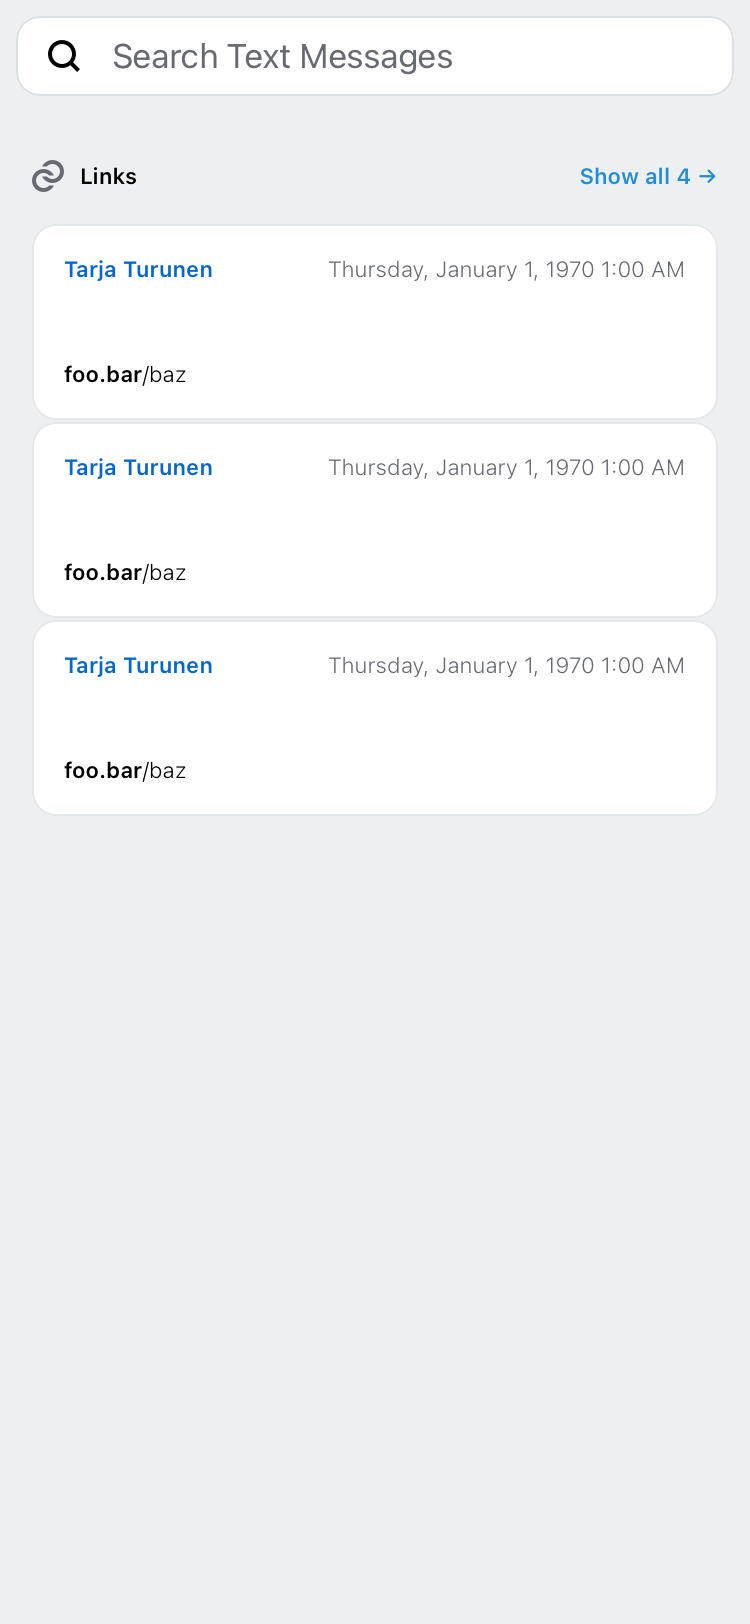 Search Text Messages
Links
Show all 4 →
Tarja Turunen
Thursday, January 1, 1970 1:00 AM
foo.bar/baz
Tarja Turunen
Thursday, January 1, 1970 1:00 AM
foo.bar/baz
Tarja Turunen
Thursday, January 1, 1970 1:00 AM
foo.bar/baz